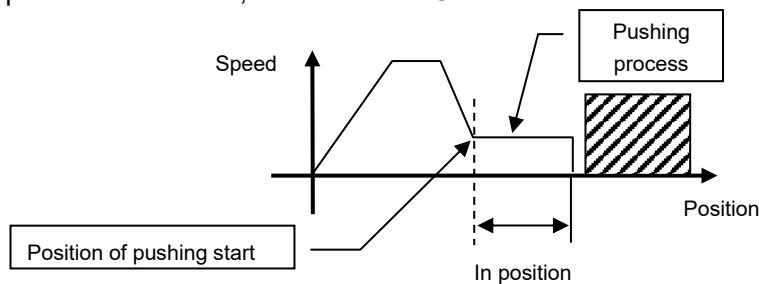 Pushing
process
Speed
Position
Position of pushing start
In position